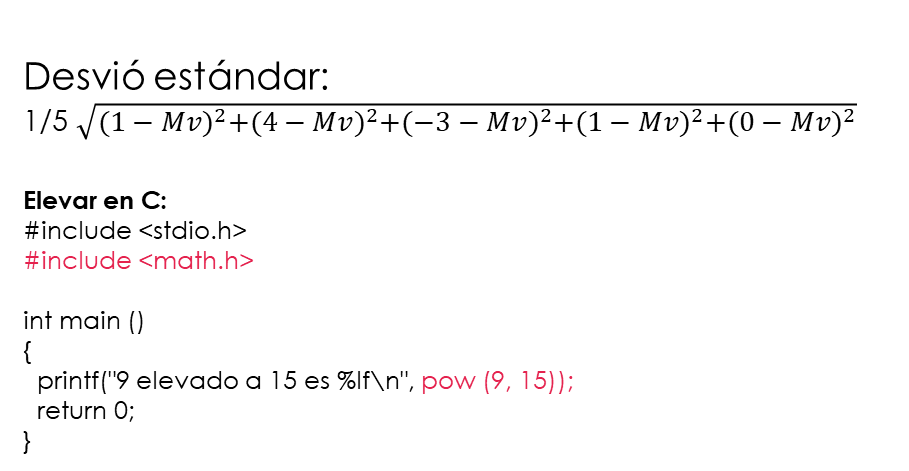 Desvió estándar:
1/5 √(1 − Mv)²+(4 − Mv)²+(−3 − Mv)²+(1 − Mv)²+(0 − Mv)²
Elevar en C:
#include <stdio.h>
#include <math.h>
int main ()
{
printf("9 elevado a 15 es %lf\n", pow (9, 15));
return 0;
}